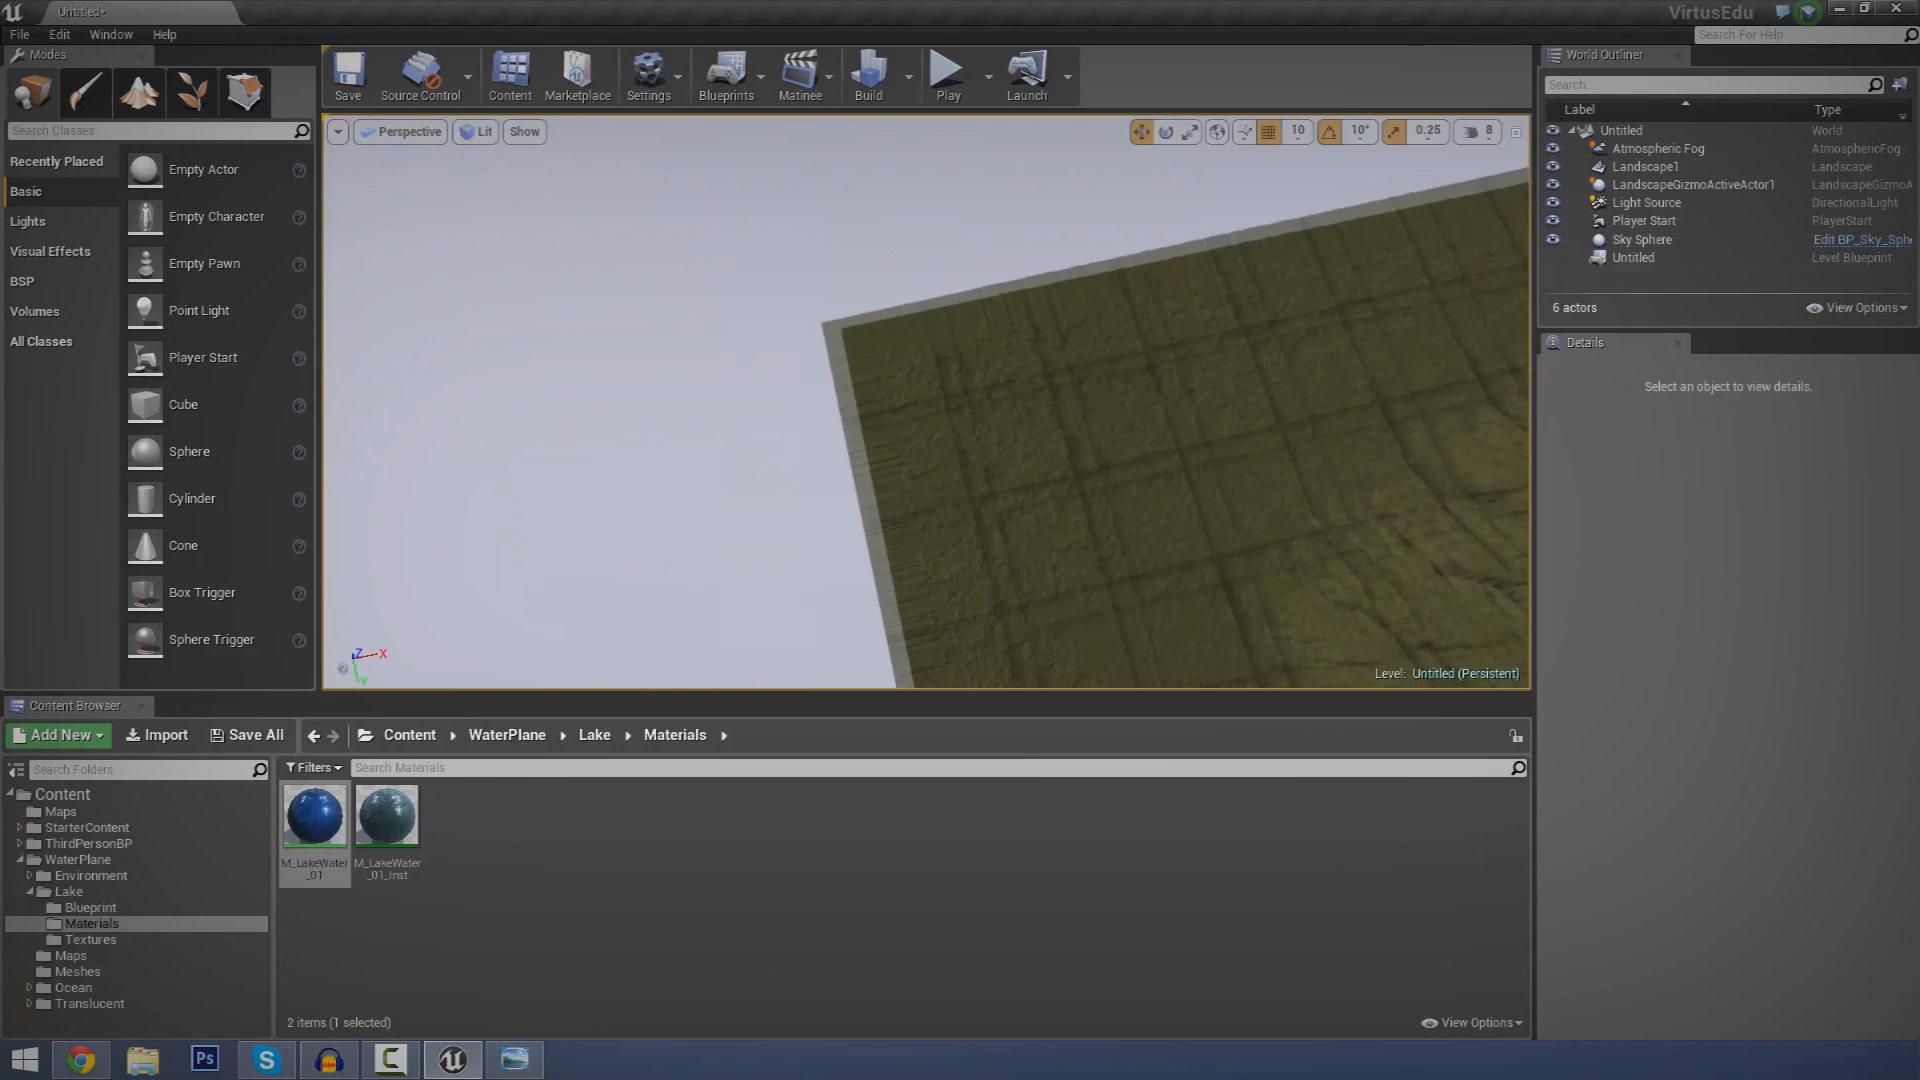 Untitled*
VirtusEdu
File Edit Window Help
Search For Help
Modes
Search Classes
Recently Placed
Basic
Lights
Visual Effects
BSP
Volumes
All Classes
Empty Actor
Empty Character
Empty Pawn
Point Light
Player Start
Cube
Sphere
Cylinder
Cone
Box Trigger
Sphere Trigger
Save Source Control Content Marketplace Settings Blueprints Matinee Build Play Launch
Perspective Lit Show
10 10° 0.25 8
Z X
Y
Level: Untitled (Persistent)
World Outliner
Search...
Label Type
Untitled World
Atmospheric Fog AtmosphericFog
Landscape1 Landscape
LandscapeGizmoActiveActor1 LandscapeGizmoA
Light Source DirectionalLight
Player Start PlayerStart
Sky Sphere Edit BP_Sky_Sphe
Untitled Level Blueprint
6 actors View Options
Details
Select an object to view details.
Content Browser
Add New Import Save All Content WaterPlane Lake Materials
Search Folders
Filters Search Materials
Content
Maps
StarterContent
ThirdPersonBP
WaterPlane
Environment
Lake
Blueprint
Materials
Textures
Maps
Meshes
Ocean
Translucent
M_LakeWater
_01
M_LakeWater
_01_Inst
2 items (1 selected) View Options
Ps